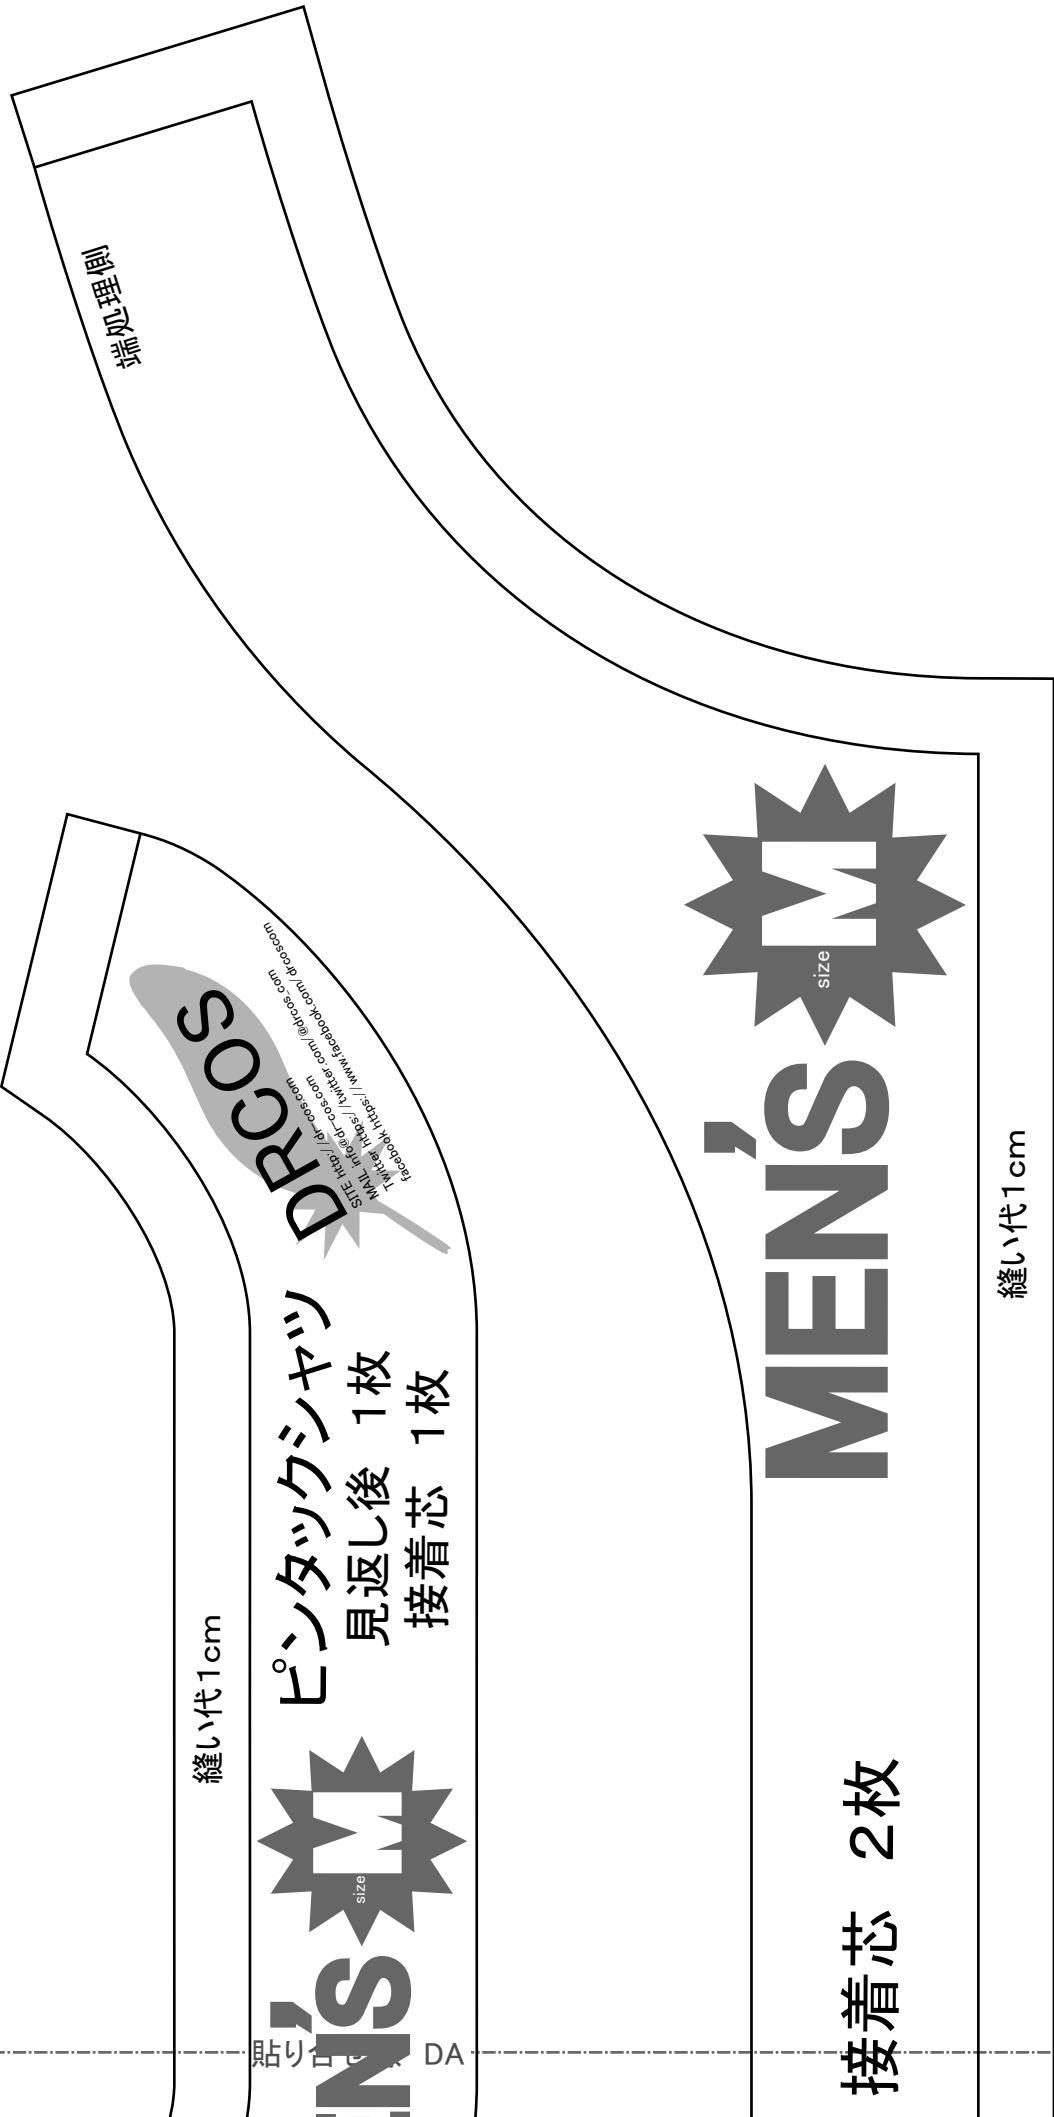 端処理側
DRCOS
SITE http://dr-cos.com
MAIL info@dr-cos.com
Twitter https://twitter.com/@drcos_com
facebook https://www.facebook.com/drcoscom
ピンタックシャツ
見返し後 1枚
接着芯 1枚
縫い代1cm
size M
EN'S
貼り合
DA
size M
MEN'S
縫い代1cm
接着芯 2枚